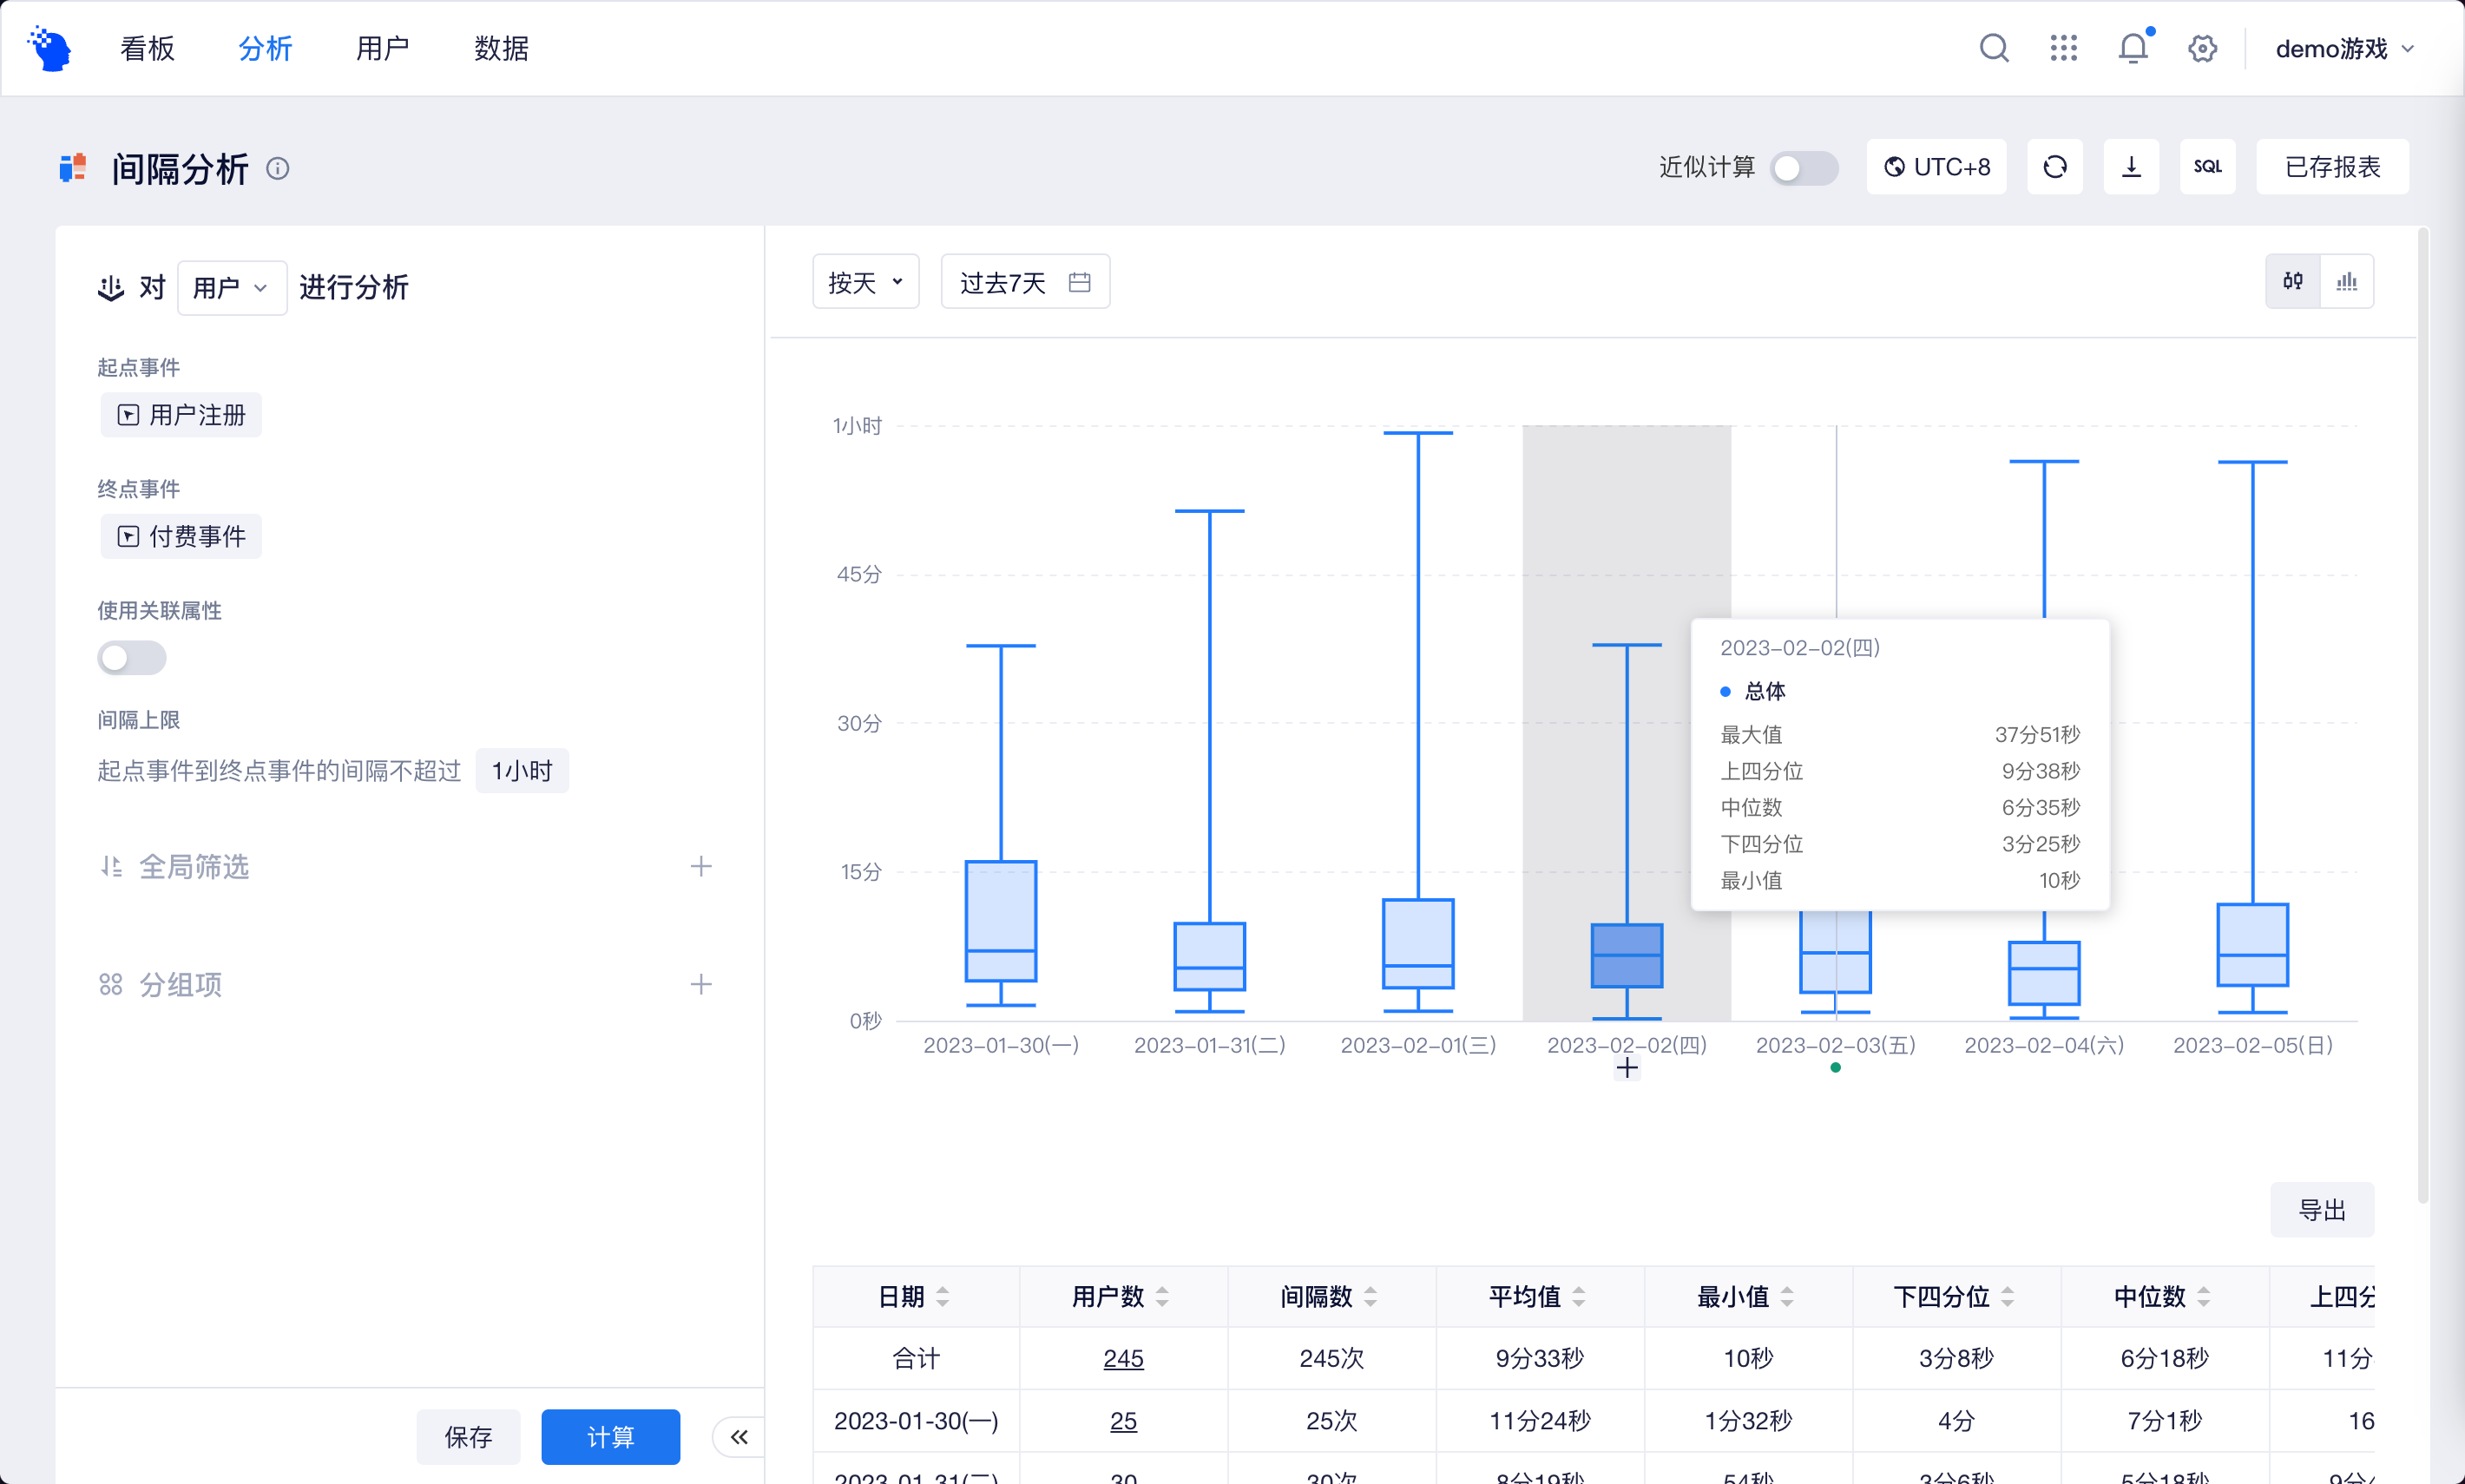 看板 分析 用户 数据 demo游戏
间隔分析 近似计算 UTC+8 SQL 已存报表
对 用户 进行分析
起点事件
用户注册
终点事件
付费事件
使用关联属性
间隔上限
起点事件到终点事件的间隔不超过 1小时
全局筛选
分组项
保存 计算
按天 过去7天
1小时
45分
30分
15分
0秒
2023-01-30(一) 2023-01-31(二) 2023-02-01(三) 2023-02-02(四) 2023-02-03(五) 2023-02-04(六) 2023-02-05(日)
2023-02-02(四)
总体
最大值 37分51秒
上四分位 9分38秒
中位数 6分35秒
下四分位 3分25秒
最小值 10秒
导出
日期 用户数 间隔数 平均值 最小值 下四分位 中位数 上四分
合计 245 245次 9分33秒 10秒 3分8秒 6分18秒 11分
2023-01-30(一) 25 25次 11分24秒 1分32秒 4分 7分1秒 16
2023-01-31(二) 30 30次 8分19秒 54秒 3分6秒 5分18秒